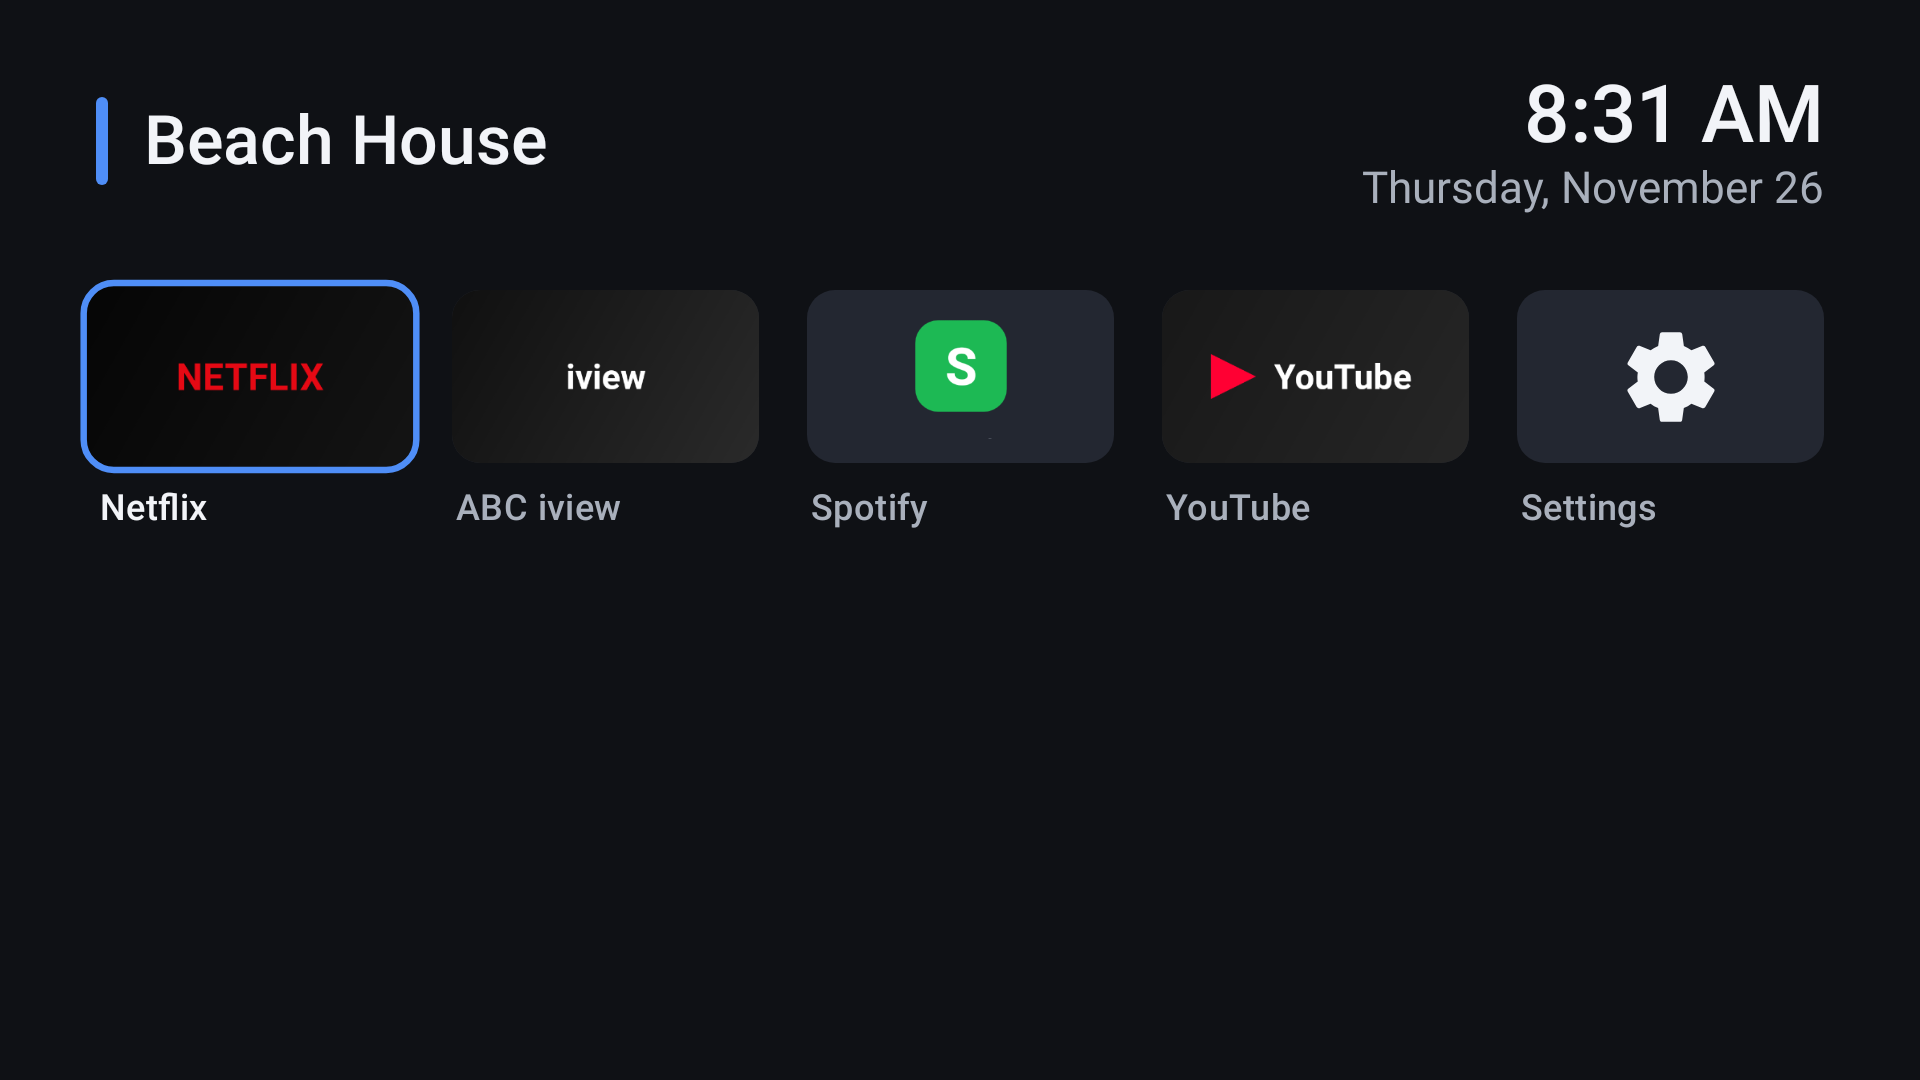 Beach House
8:31 AM
Thursday, November 26
NETFLIX
iview
S
YouTube
Netflix
ABC iview
Spotify
YouTube
Settings